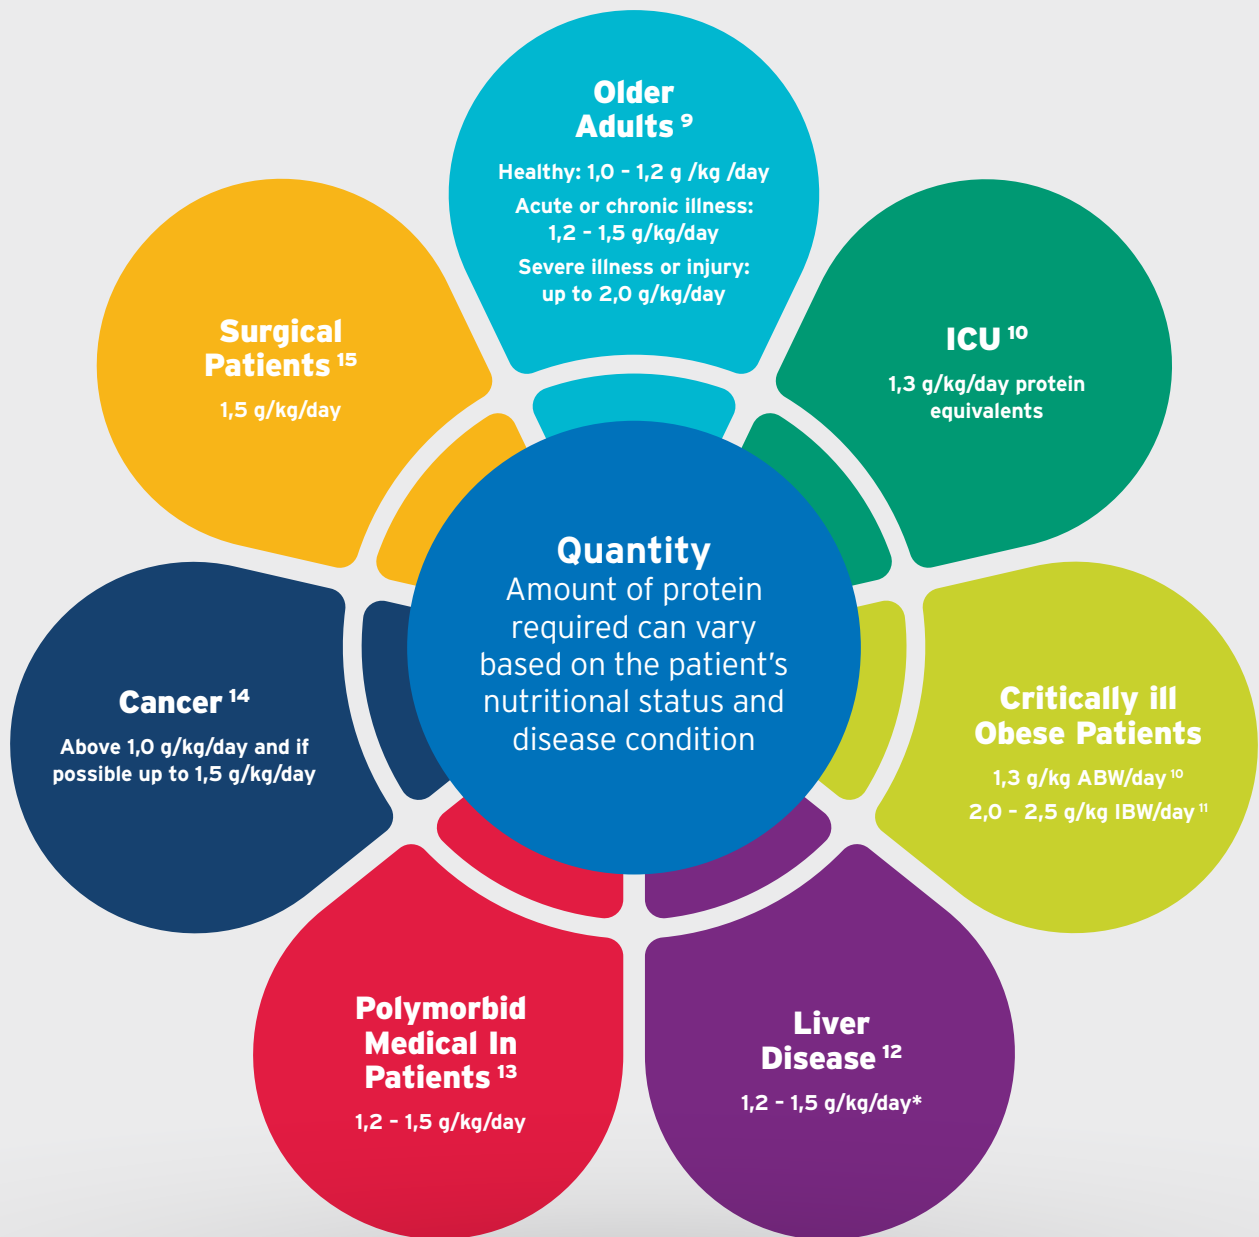 Older
Adults ⁹
Healthy: 1,0 – 1,2 g /kg /day
Acute or chronic illness:
1,2 – 1,5 g/kg/day
Severe illness or injury:
up to 2,0 g/kg/day
ICU ¹⁰
1,3 g/kg/day protein
equivalents
Critically ill
Obese Patients
1,3 g/kg ABW/day ¹⁰
2,0 – 2,5 g/kg IBW/day ¹¹
Liver
Disease ¹²
1,2 – 1,5 g/kg/day*
Polymorbid
Medical In
Patients ¹³
1,2 – 1,5 g/kg/day
Cancer ¹⁴
Above 1,0 g/kg/day and if
possible up to 1,5 g/kg/day
Surgical
Patients ¹⁵
1,5 g/kg/day
Quantity
Amount of protein
required can vary
based on the patient’s
nutritional status and
disease condition